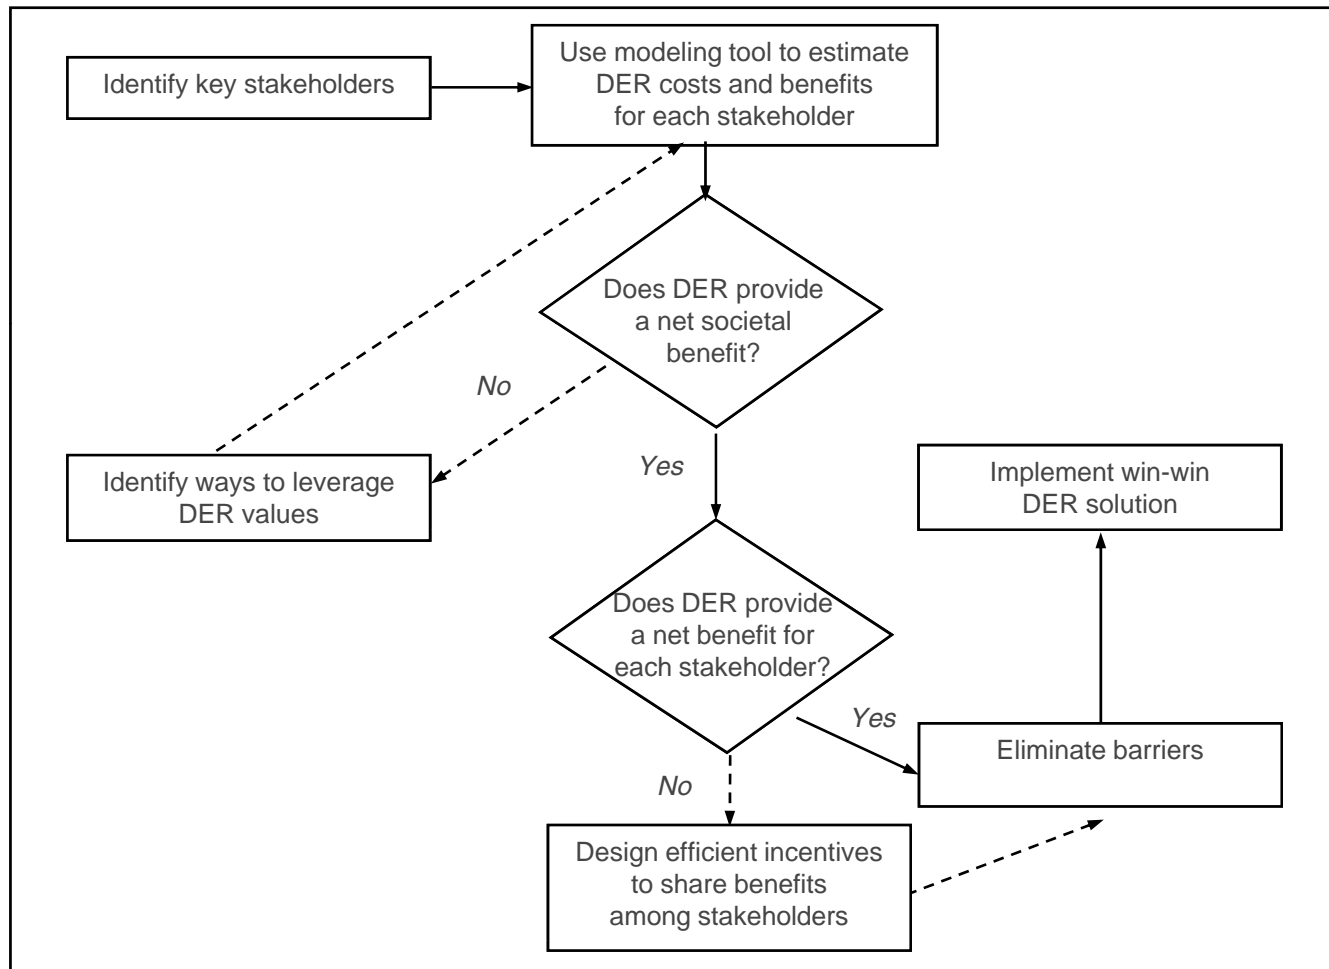 Identify key stakeholders
Use modeling tool to estimate
DER costs and benefits
for each stakeholder
Does DER provide
a net societal
benefit?
No
Identify ways to leverage
DER values
Yes
Implement win-win
DER solution
Does DER provide
a net benefit for
each stakeholder?
Yes
Eliminate barriers
No
Design efficient incentives
to share benefits
among stakeholders